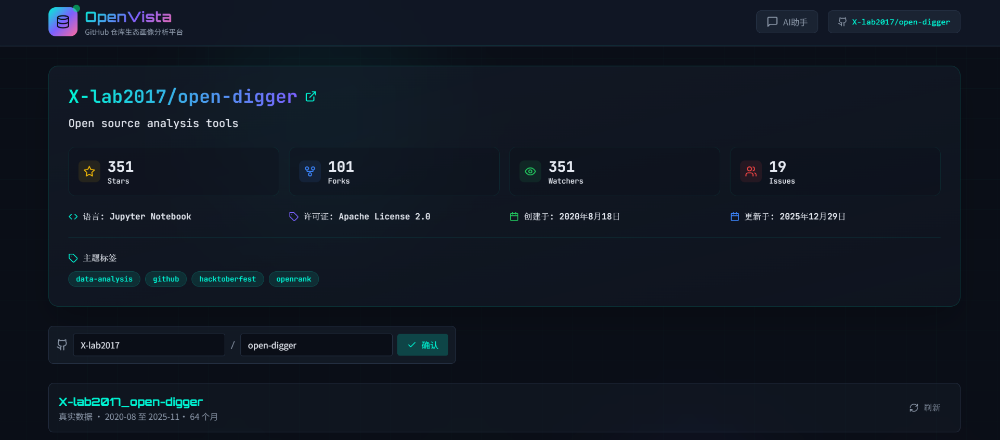 OpenVista
GitHub 仓库生态画像分析平台
AI助手
X-lab2017/open-digger
X-lab2017/open-digger
Open source analysis tools
351
Stars
101
Forks
351
Watchers
19
Issues
语言: Jupyter Notebook
许可证: Apache License 2.0
创建于: 2020年8月18日
更新于: 2025年12月29日
主题标签
data-analysis
github
hacktoberfest
openrank
X-lab2017
/
open-digger
确认
X-lab2017_open-digger
真实数据 • 2020-08 至 2025-11 • 64 个月
刷新